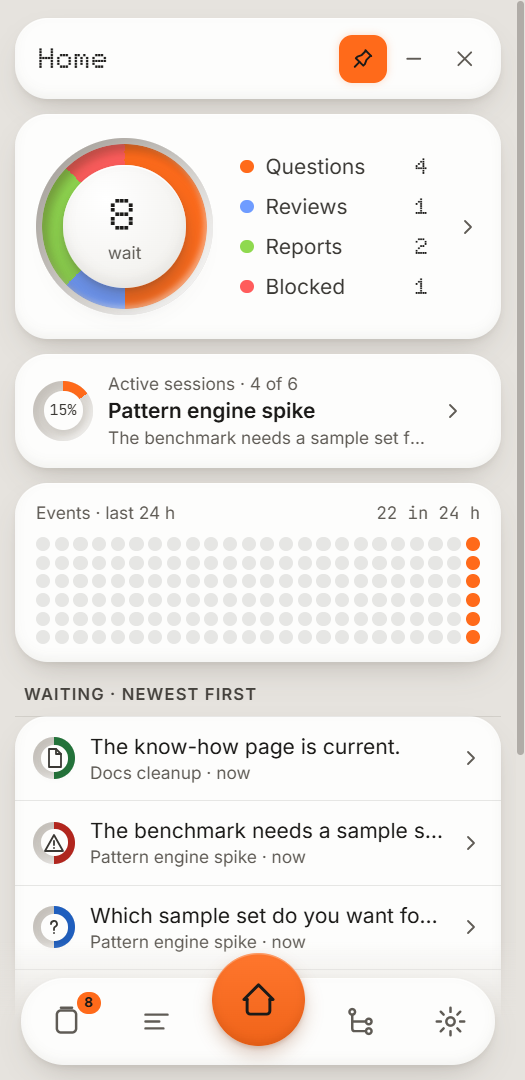 Home
8
wait
Questions 4
Reviews 1
Reports 2
Blocked 1
15%
Active sessions · 4 of 6
Pattern engine spike
The benchmark needs a sample set f...
Events · last 24 h 22 in 24 h
WAITING · NEWEST FIRST
The know-how page is current.
Docs cleanup · now
The benchmark needs a sample s...
Pattern engine spike · now
?
Which sample set do you want fo...
Pattern engine spike · now
8